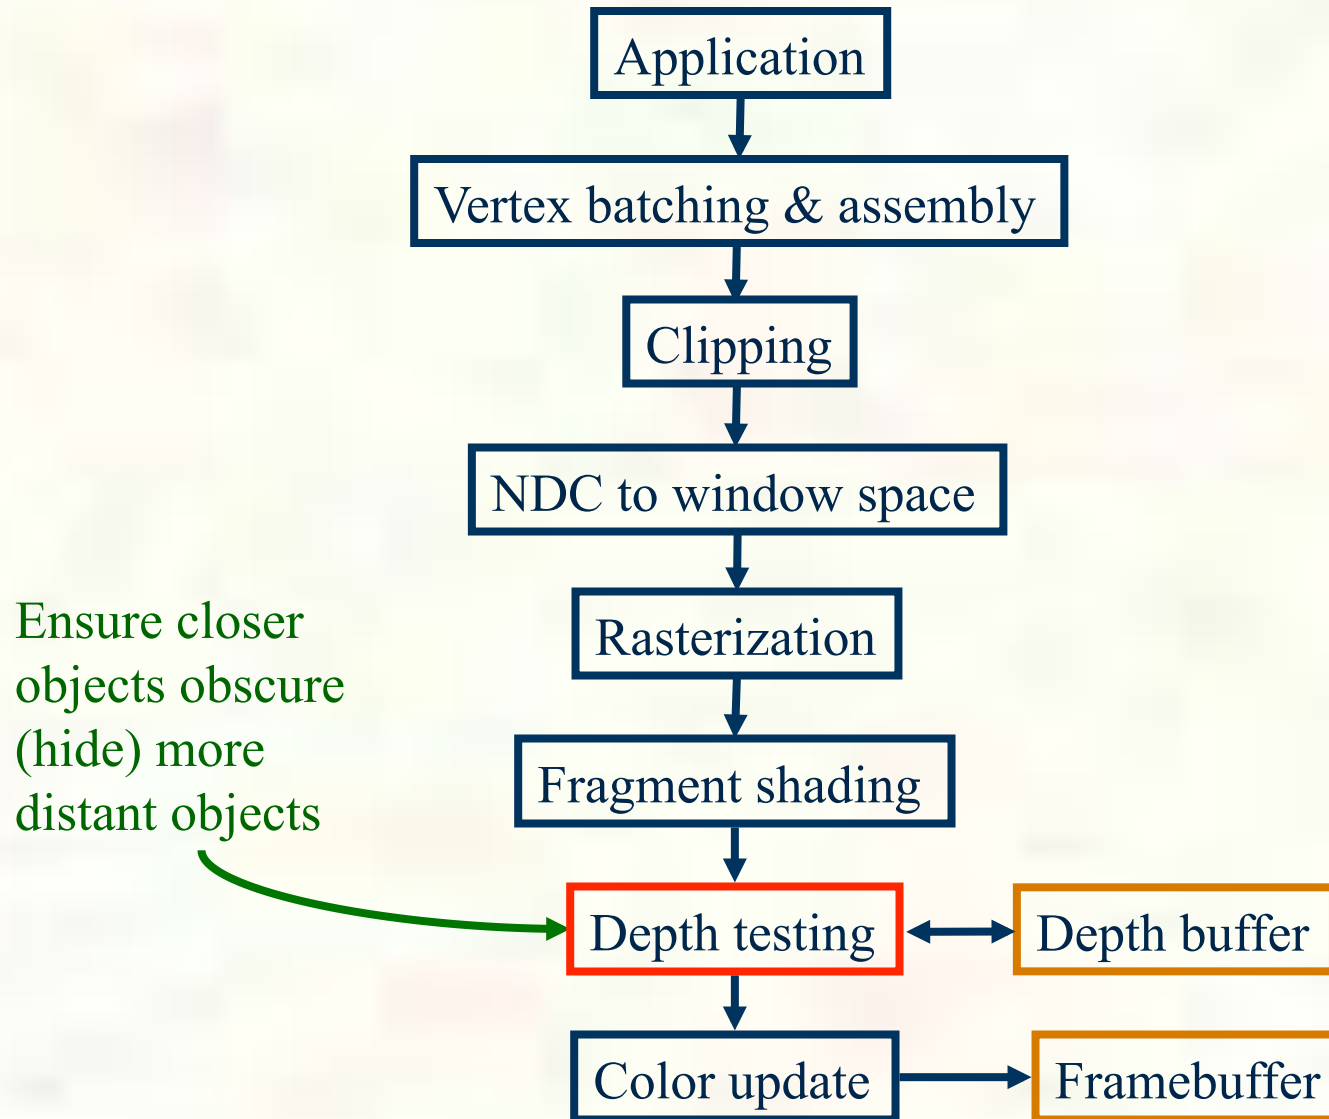 Application
Vertex batching & assembly
Clipping
NDC to window space
Rasterization
Ensure closer
objects obscure
(hide) more
distant objects
Fragment shading
Depth testing
Depth buffer
Color update
Framebuffer